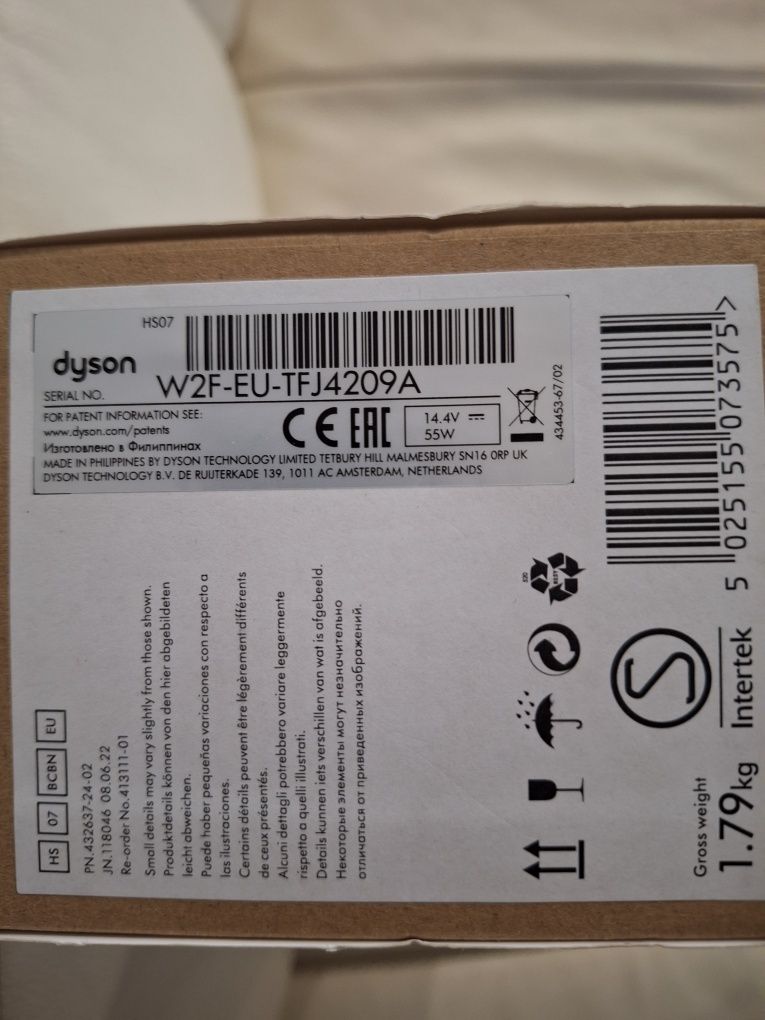 HS07
dyson
SERIAL NO.
W2F-EU-TFJ4209A
FOR PATENT INFORMATION SEE:
www.dyson.com/patents
Изготовлено в Филиппинах
CE EAC
14.4V
55W
MADE IN PHILIPPINES BY DYSON TECHNOLOGY LIMITED TETBURY HILL MALMESBURY SN16 0RP UK
DYSON TECHNOLOGY B.V. DE RUIJTERKADE 139, 1011 AC AMSTERDAM, NETHERLANDS
434453-67/02
HS 07 BCBN EU
PN.432637-24-02
JN.118046 08.06.22
Re-order No.413111-01
Small details may vary slightly from those shown.
Produktdetails können von den hier abgebildeten
leicht abweichen.
Puede haber pequeñas variaciones con respecto a
las ilustraciones.
Certains détails peuvent être légèrement différents
de ceux présentés.
Alcuni dettagli potrebbero variare leggermente
rispetto a quelli illustrati.
Details kunnen iets verschillen van wat is afgebeeld.
Некоторые элементы могут незначительно
отличаться от приведенных изображений.
RESY
S
Intertek
Gross weight
1.79kg
5 025155 073575 >